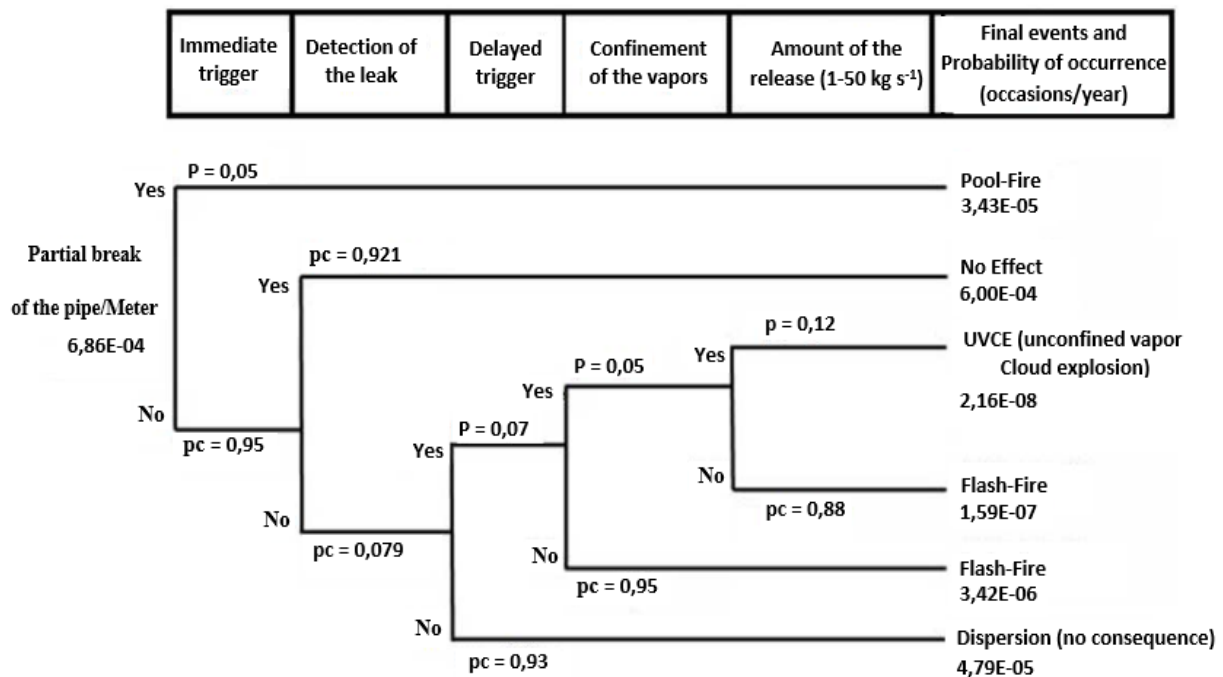 Immediate
trigger
Detection of
the leak
Delayed
trigger
Confinement
of the vapors
Amount of the
release (1-50 kg s⁻¹)
Final events and
Probability of occurrence
(occasions/year)
P = 0,05
Yes
Pool-Fire
3,43E-05
Partial break
of the pipe/Meter
6,86E-04
pc = 0,921
Yes
No Effect
6,00E-04
p = 0,12
Yes
UVCE (unconfined vapor
Cloud explosion)
2,16E-08
P = 0,05
Yes
No
pc = 0,95
P = 0,07
Yes
No
pc = 0,88
Flash-Fire
1,59E-07
No
pc = 0,079
No
pc = 0,95
Flash-Fire
3,42E-06
No
pc = 0,93
Dispersion (no consequence)
4,79E-05